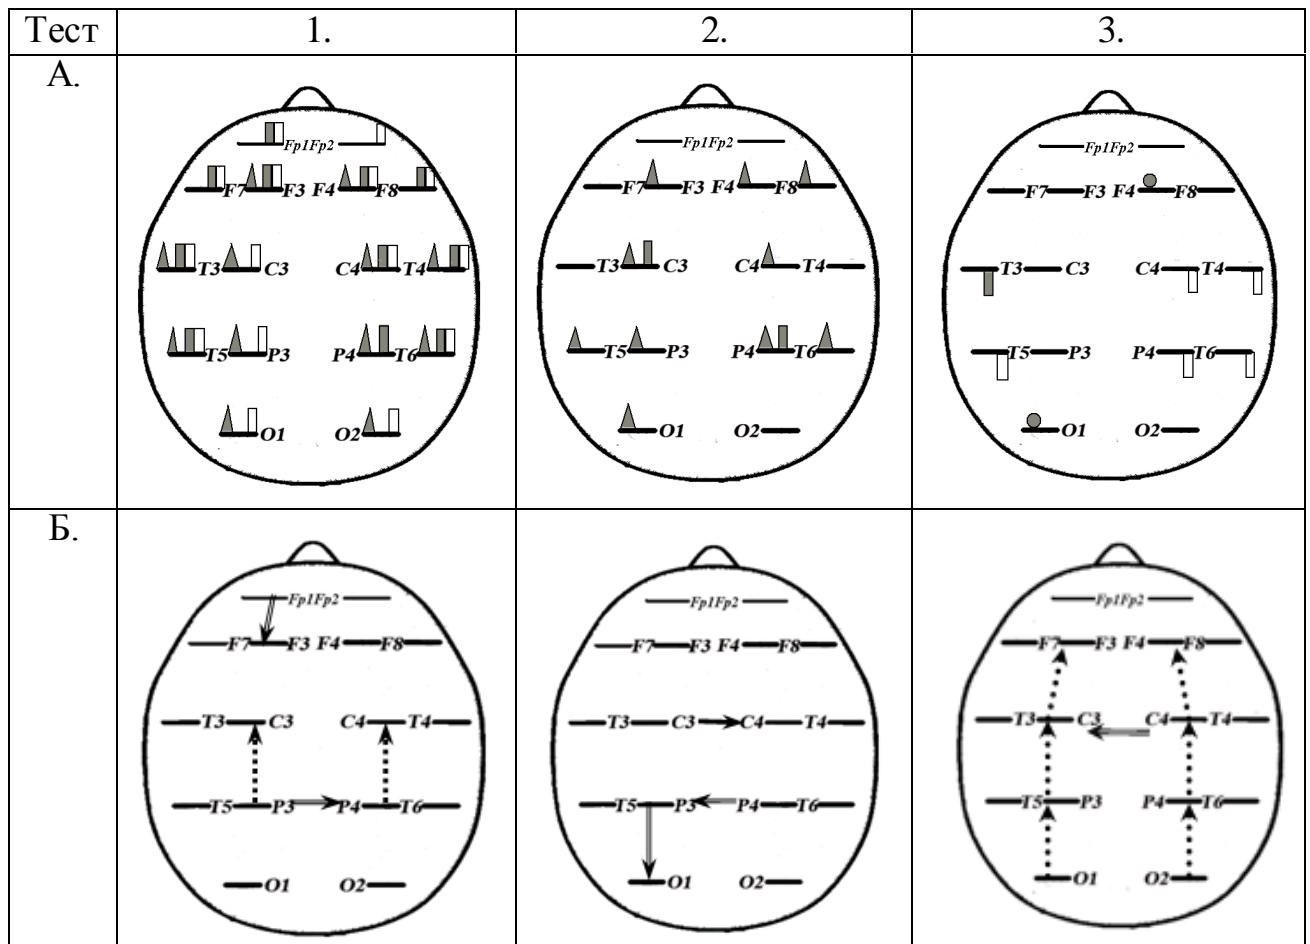 Тест 1. 2. 3.
А.
Fp1Fp2 Fp1Fp2 Fp1Fp2
F7 F3 F4 F8 F7 F3 F4 F8 F7 F3 F4 F8
T3 C3 C4 T4 T3 C3 C4 T4 T3 C3 C4 T4
T5 P3 P4 T6 T5 P3 P4 T6 T5 P3 P4 T6
O1 O2 O1 O2 O1 O2
Б.
Fp1Fp2 Fp1Fp2 Fp1Fp2
F7 F3 F4 F8 F7 F3 F4 F8 F7 F3 F4 F8
T3 C3 C4 T4 T3 C3 C4 T4 T3 C3 C4 T4
T5 P3 P4 T6 T5 P3 P4 T6 T5 P3 P4 T6
O1 O2 O1 O2 O1 O2